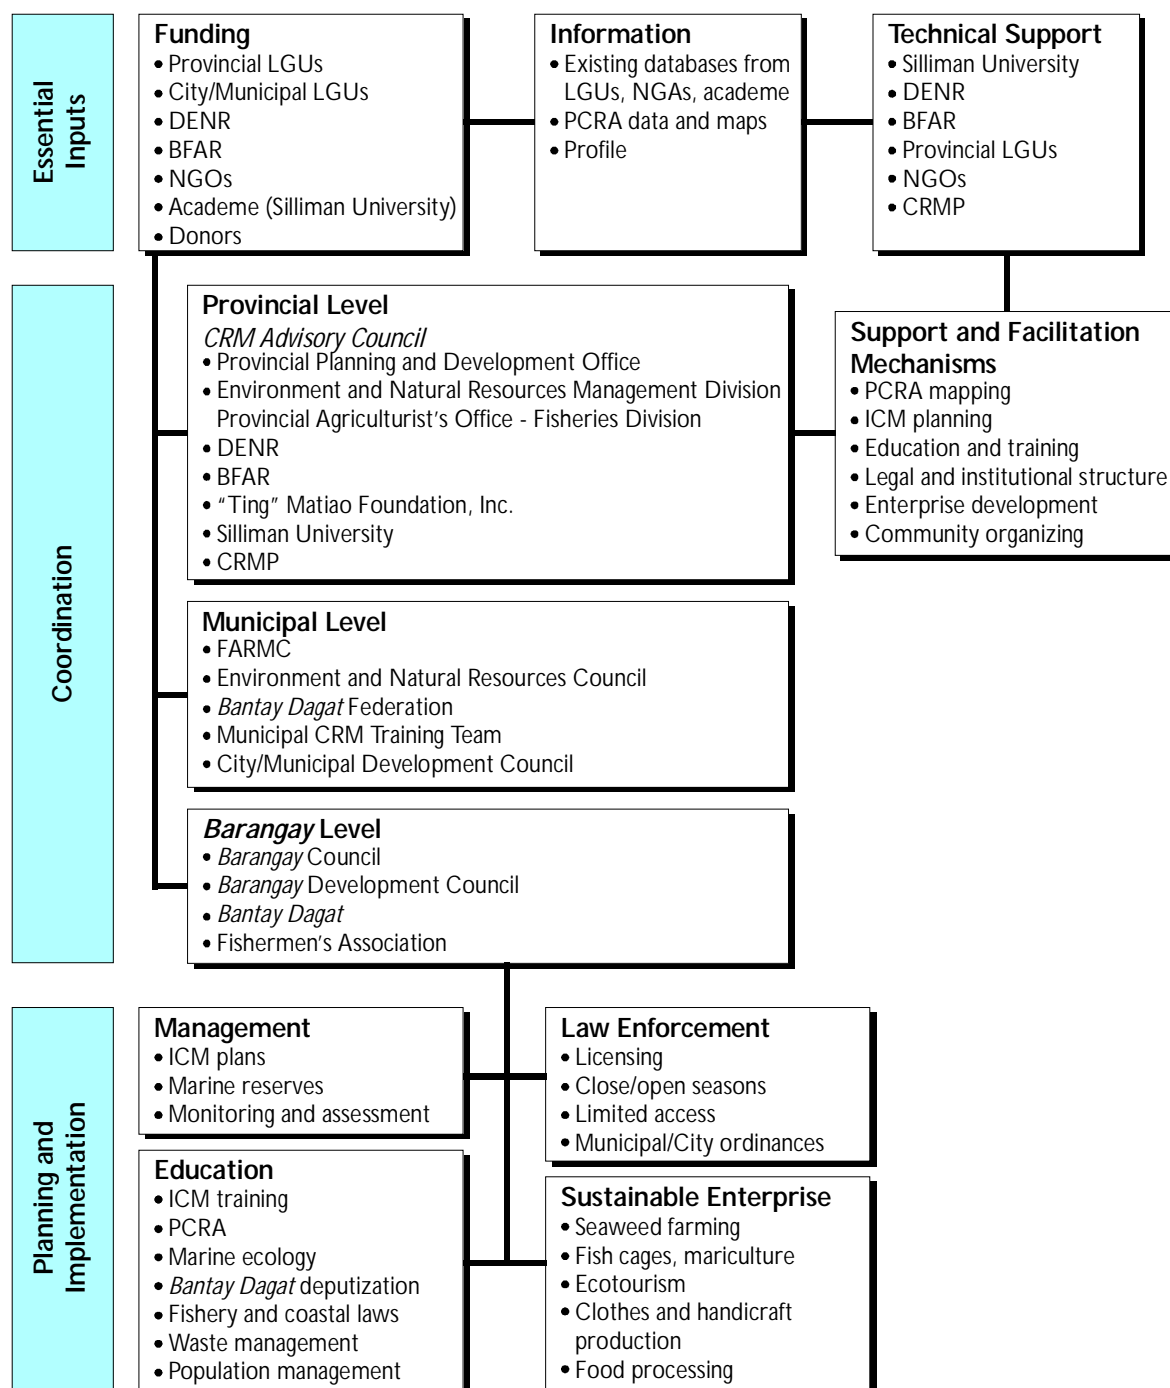 Essential
Inputs
Funding
• Provincial LGUs
• City/Municipal LGUs
• DENR
• BFAR
• NGOs
• Academe (Silliman University)
• Donors
Information
• Existing databases from
LGUs, NGAs, academe
• PCRA data and maps
• Profile
Technical Support
• Silliman University
• DENR
• BFAR
• Provincial LGUs
• NGOs
• CRMP
Coordination
Provincial Level
CRM Advisory Council
• Provincial Planning and Development Office
• Environment and Natural Resources Management Division
Provincial Agriculturist's Office - Fisheries Division
• DENR
• BFAR
• “Ting” Matiao Foundation, Inc.
• Silliman University
• CRMP
Support and Facilitation
Mechanisms
• PCRA mapping
• ICM planning
• Education and training
• Legal and institutional structure
• Enterprise development
• Community organizing
Municipal Level
• FARMC
• Environment and Natural Resources Council
• Bantay Dagat Federation
• Municipal CRM Training Team
• City/Municipal Development Council
Barangay Level
• Barangay Council
• Barangay Development Council
• Bantay Dagat
• Fishermen's Association
Planning and
Implementation
Management
• ICM plans
• Marine reserves
• Monitoring and assessment
Law Enforcement
• Licensing
• Close/open seasons
• Limited access
• Municipal/City ordinances
Education
• ICM training
• PCRA
• Marine ecology
• Bantay Dagat deputization
• Fishery and coastal laws
• Waste management
• Population management
Sustainable Enterprise
• Seaweed farming
• Fish cages, mariculture
• Ecotourism
• Clothes and handicraft
production
• Food processing